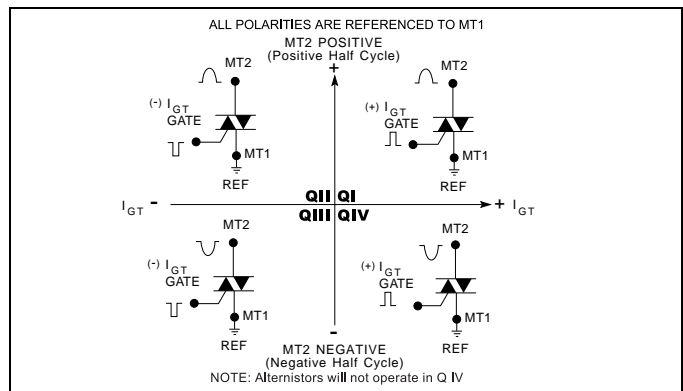 ALL POLARITIES ARE REFERENCED TO MT1
MT2 POSITIVE
(Positive Half Cycle)
+
MT2
(-) IGT
GATE
MT1
REF
MT2
(+) IGT
GATE
MT1
REF
IGT -
QII QI
QIII QIV
+ IGT
MT2
(-) IGT
GATE
MT1
REF
MT2
(+) IGT
GATE
MT1
REF
-
MT2 NEGATIVE
(Negative Half Cycle)
NOTE: Alternistors will not operate in Q IV